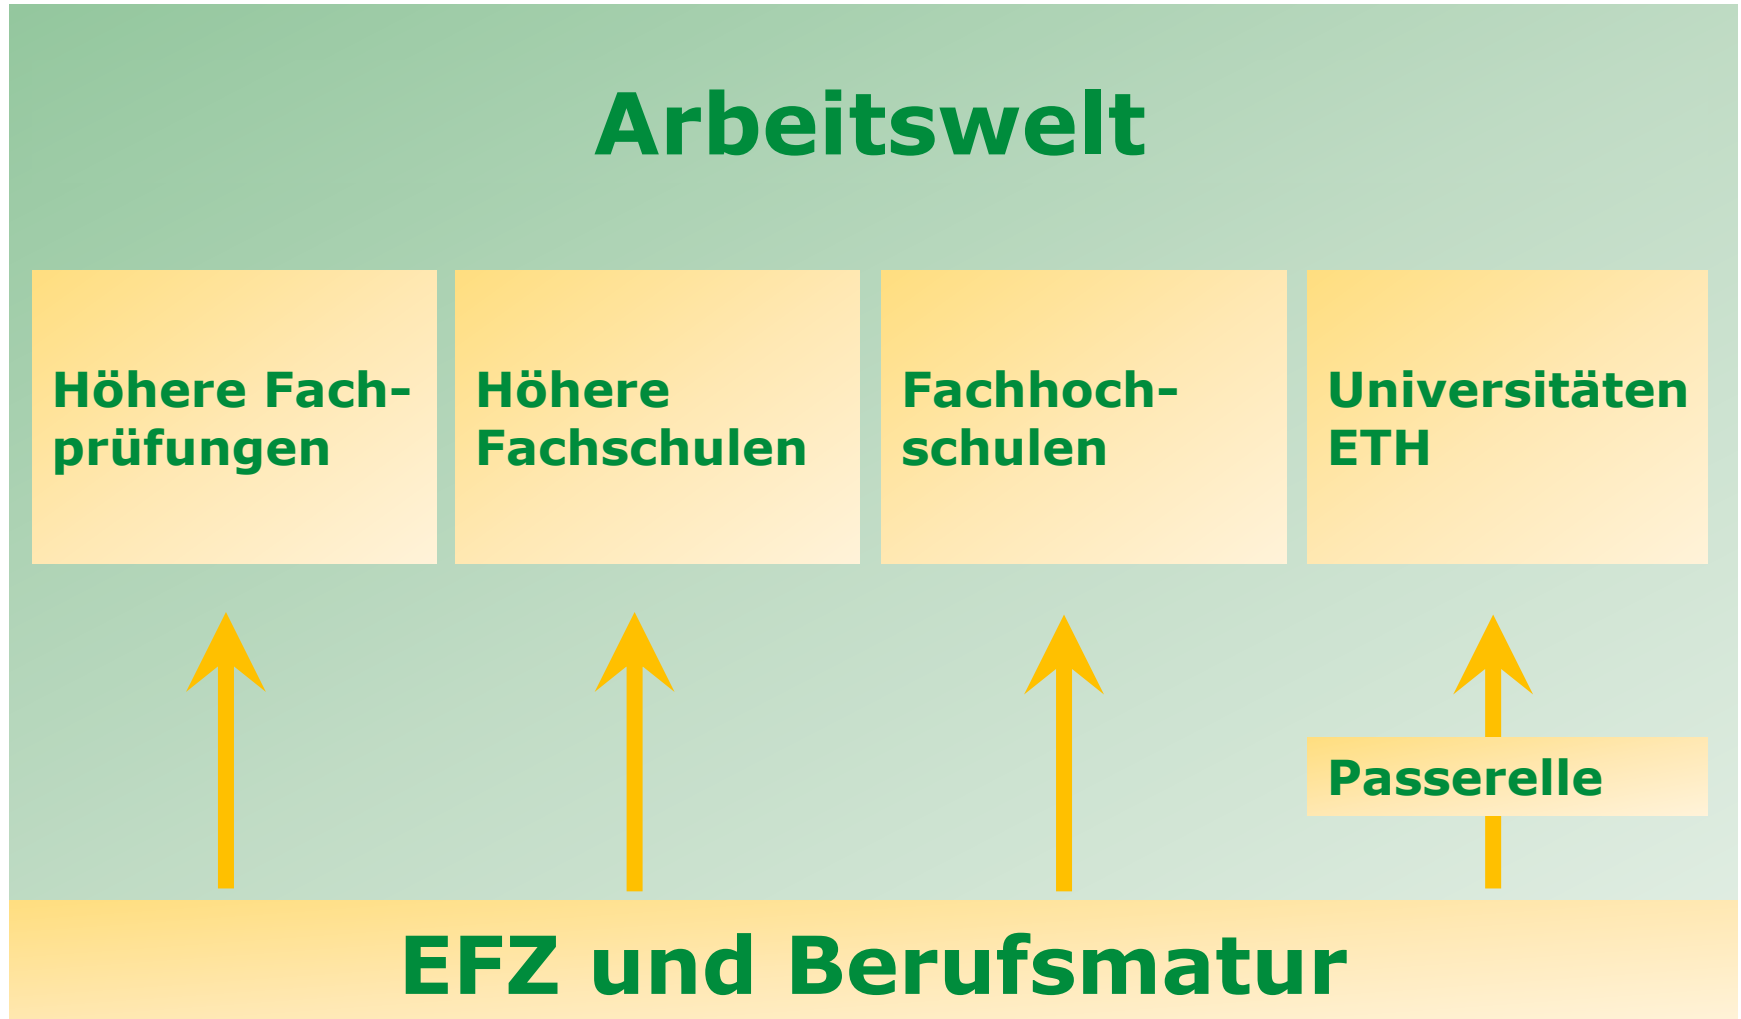 Arbeitswelt
Höhere Fach-
prüfungen
Höhere
Fachschulen
Fachhoch-
schulen
Universitäten
ETH
Passerelle
EFZ und Berufsmatur